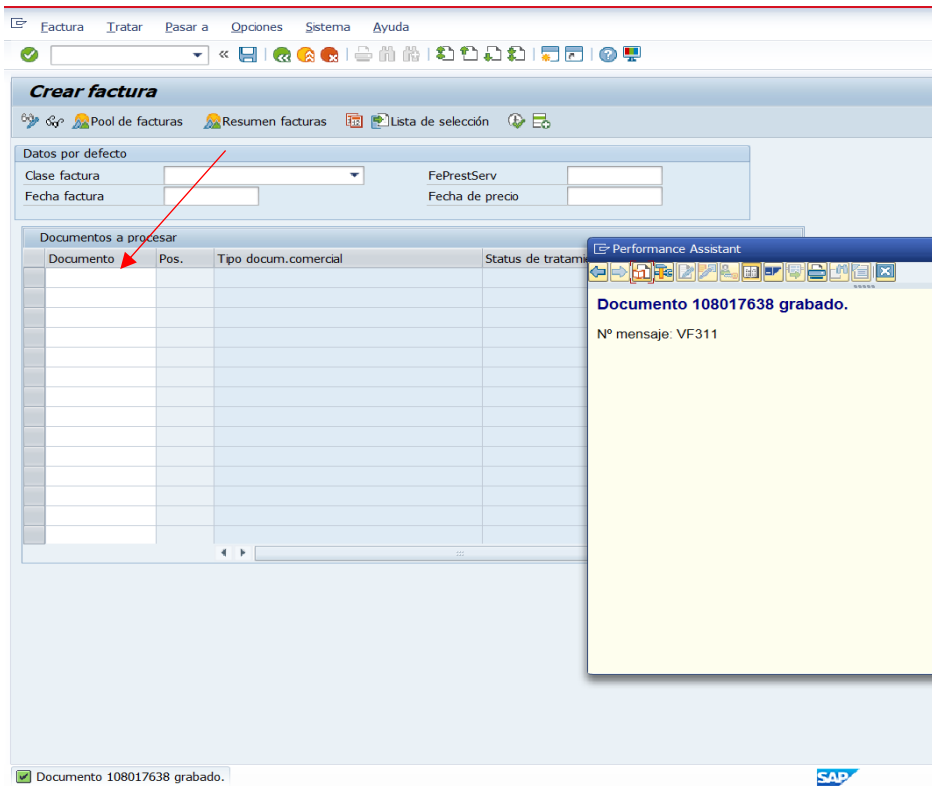 Factura Tratar Pasar a Opciones Sistema Ayuda
Crear factura
Pool de facturas Resumen facturas Lista de selección
Datos por defecto
Clase factura FePrestServ
Fecha factura Fecha de precio
Documentos a procesar
Documento Pos. Tipo docum.comercial Status de tratamie
Performance Assistant
Documento 108017638 grabado.
Nº mensaje: VF311
Documento 108017638 grabado.
SAP